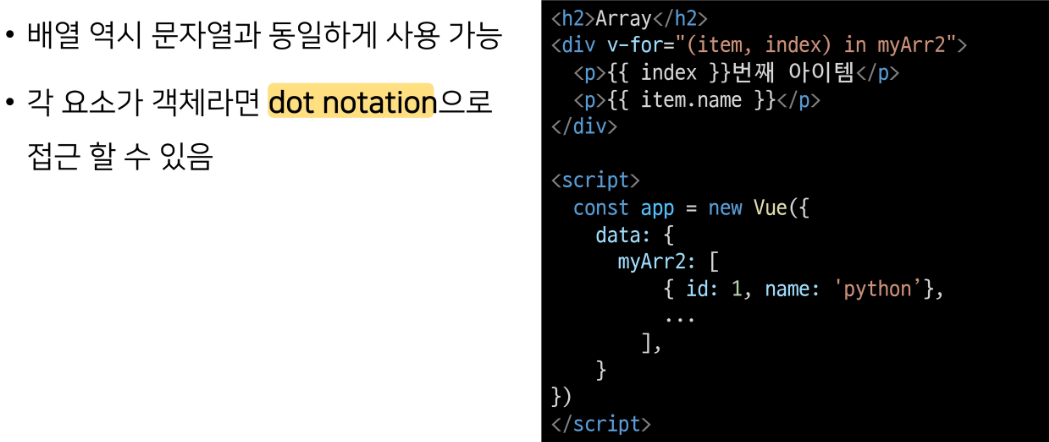 • 배열 역시 문자열과 동일하게 사용 가능
• 각 요소가 객체라면 dot notation으로
접근 할 수 있음
<h2>Array</h2>
<div v-for="(item, index) in myArr2">
  <p>{{ index }}번째 아이템</p>
  <p>{{ item.name }}</p>
</div>

<script>
  const app = new Vue({
    data: {
      myArr2: [
          { id: 1, name: 'python’},
          ...
        ],
    }
})
</script>